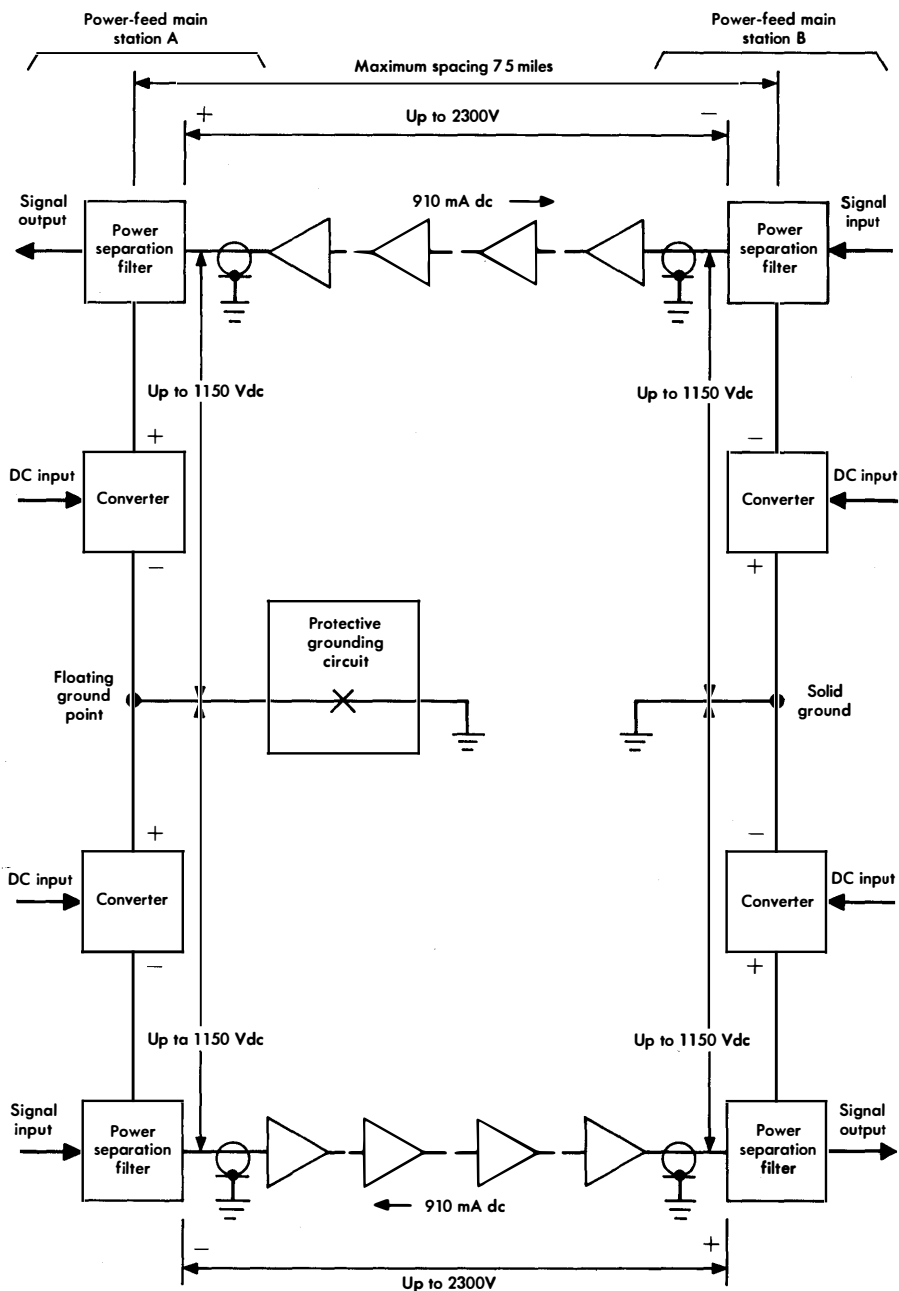 Power-feed main
station A
Power-feed main
station B
Maximum spacing 75 miles
+
Up to 2300V
−
Signal
output
910 mA dc
Signal
input
Power
separation
filter
Power
separation
filter
Up to 1150 Vdc
Up to 1150 Vdc
+
−
DC input
Converter
Converter
DC input
−
+
Protective
grounding
circuit
Floating
ground
point
Solid
ground
+
−
DC input
Converter
Converter
DC input
−
+
Up ta 1150 Vdc
Up to 1150 Vdc
Signal
input
Power
separation
filter
Power
separation
filter
Signal
output
910 mA dc
−
+
Up to 2300V